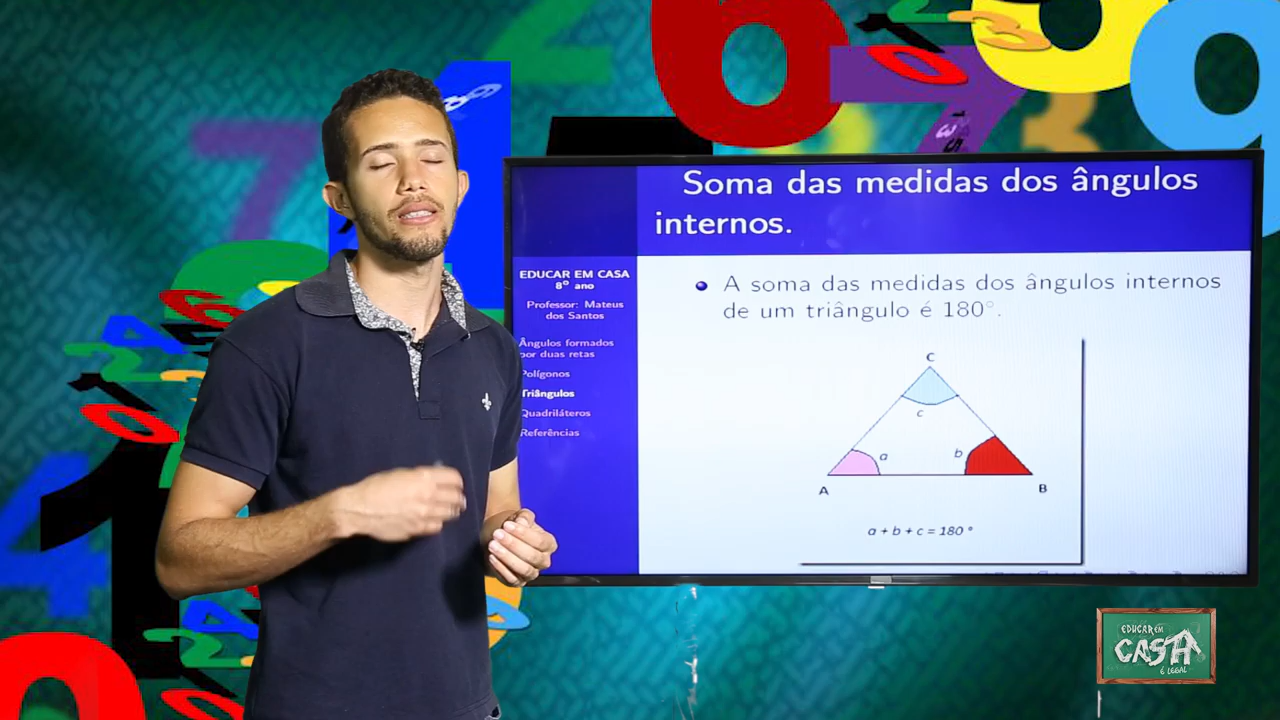 Soma das medidas dos ângulos
internos.
EDUCAR EM CASA
8º ano
Professor: Mateus
dos Santos
Ângulos formados
por duas retas
Polígonos
Triângulos
Quadriláteros
Referências
A soma das medidas dos ângulos internos
de um triângulo é 180°.
C
c
a
b
A
B
a + b + c = 180 °
EDUCAR EM
CASA
É LEGAL